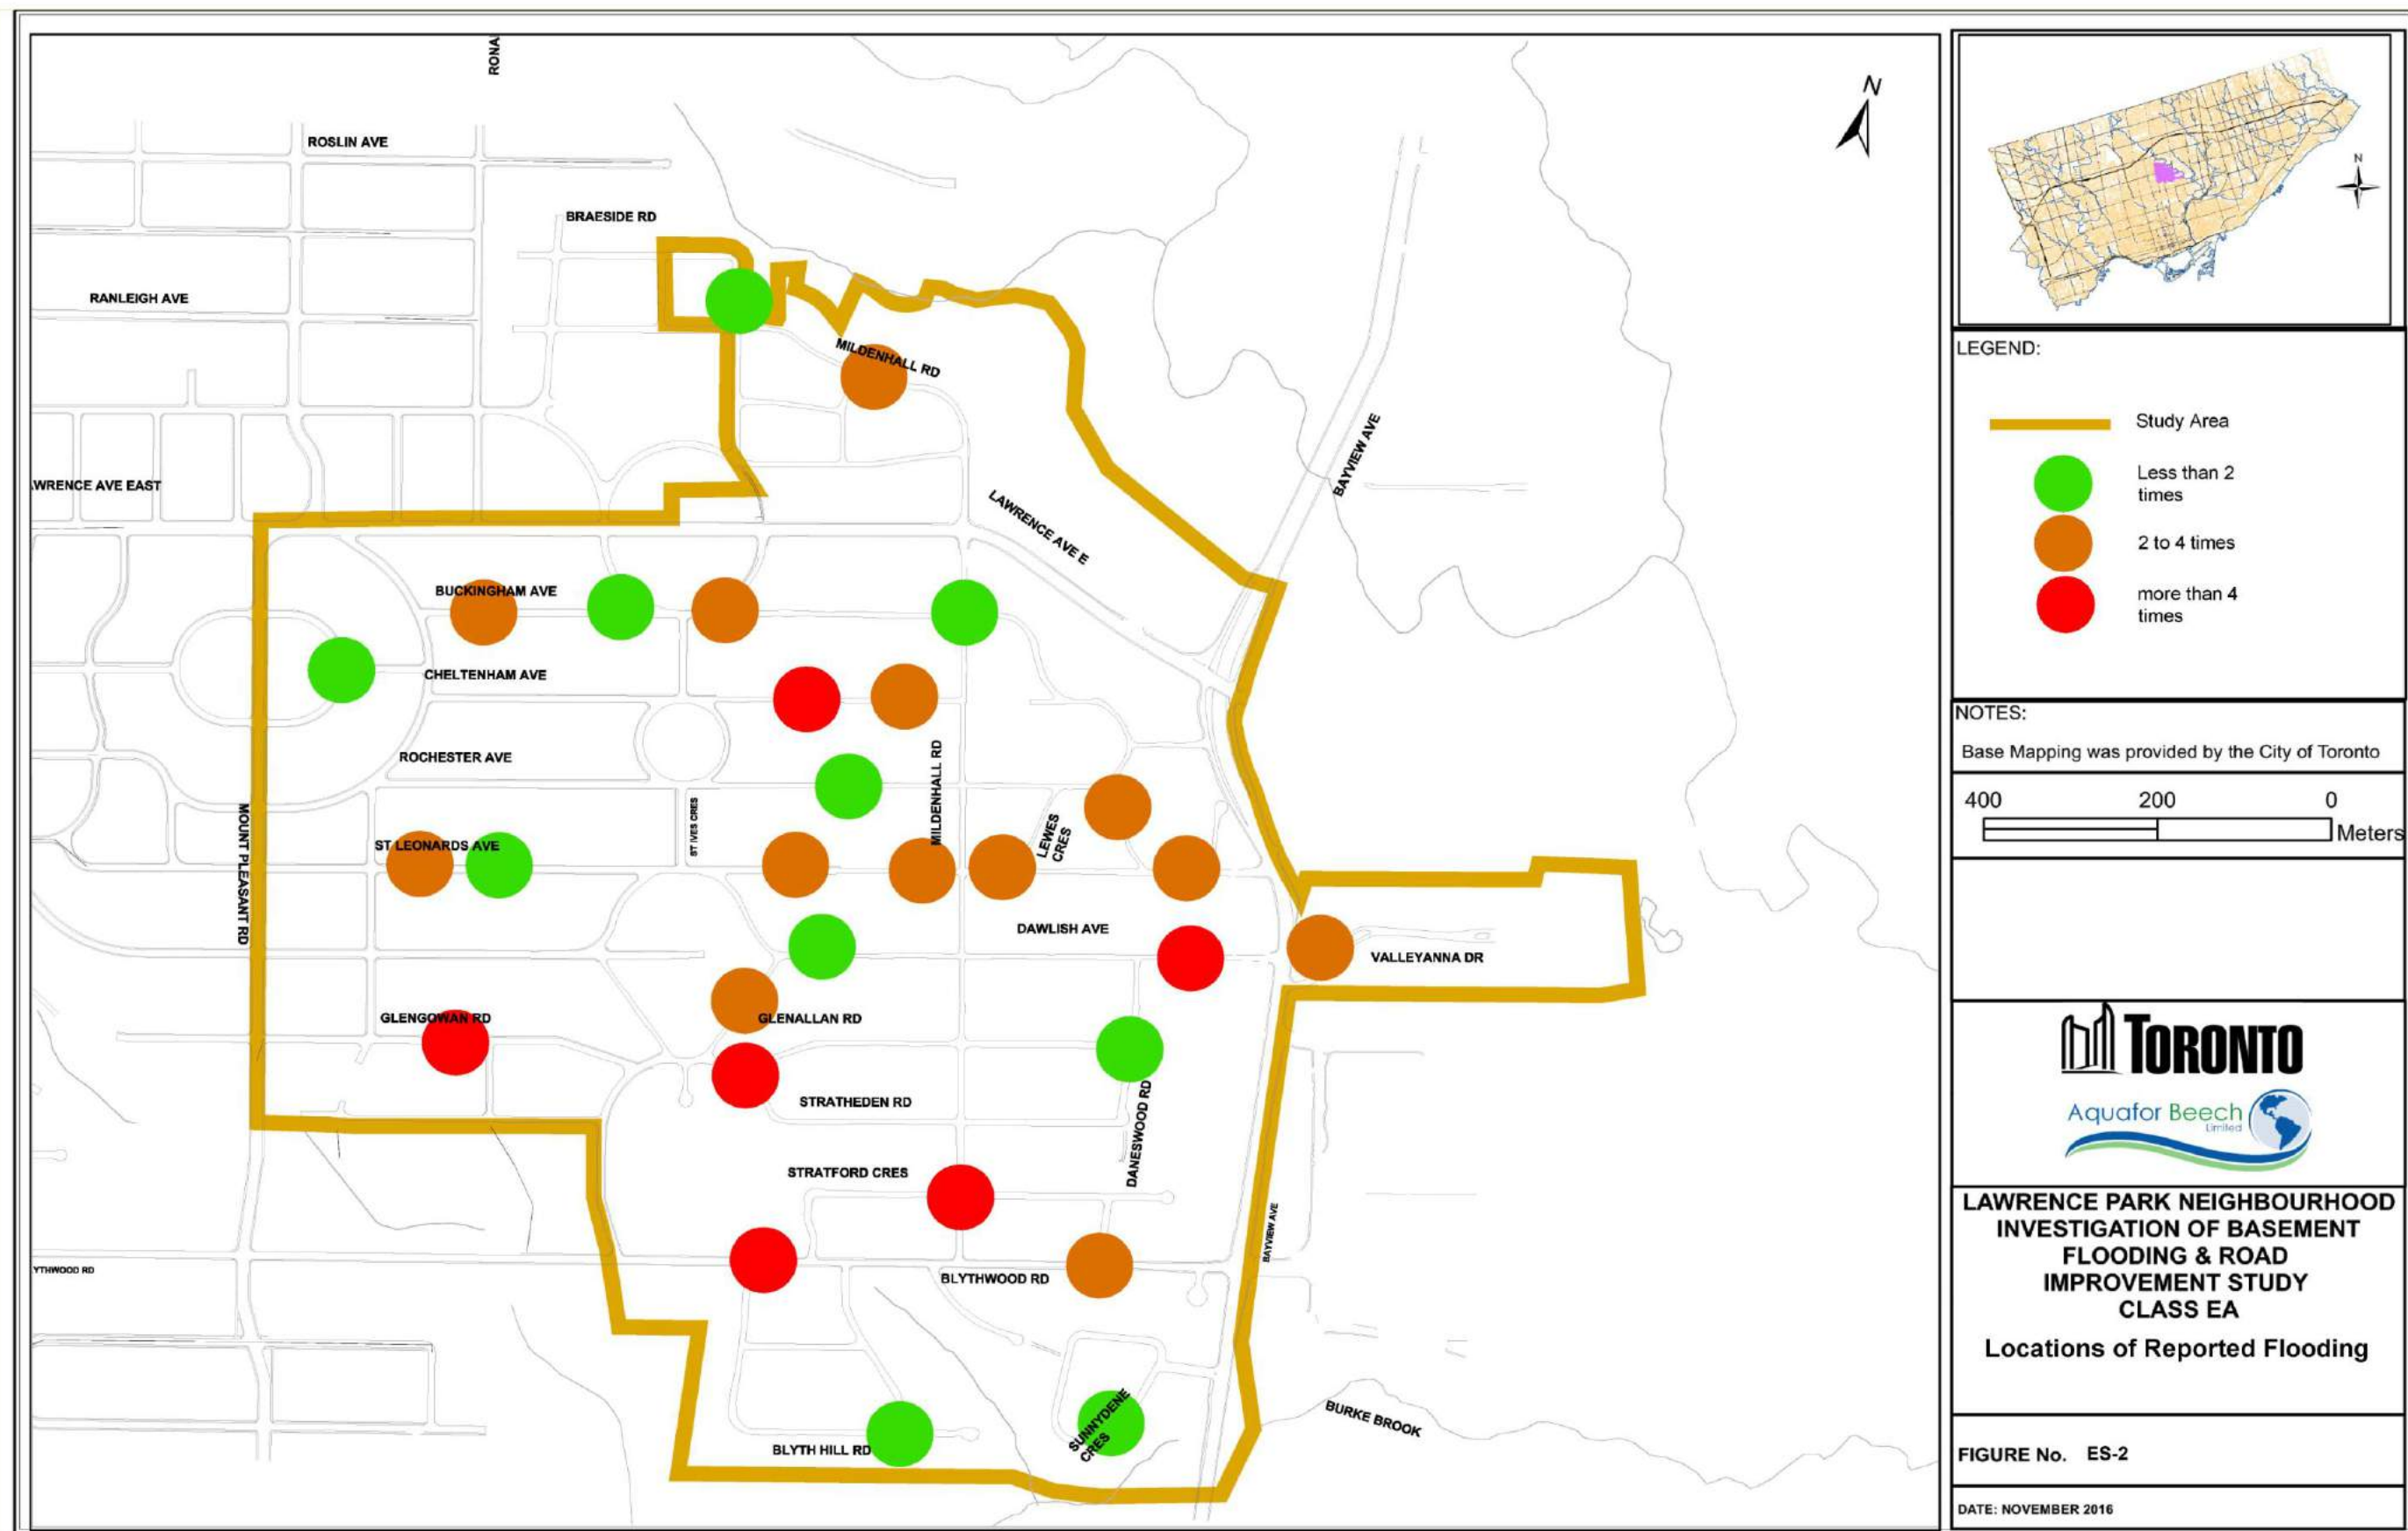 RONA
N
ROSLIN AVE
BRAESIDE RD
RANLEIGH AVE
MILDENHALL RD
BAYVIEW AVE
WRENCE AVE EAST
LAWRENCE AVE E
BUCKINGHAM AVE
CHELTENHAM AVE
ROCHESTER AVE
MILDENHALL RD
MOUNT PLEASANT RD
ST IVES CRES
LEWES
CRES
ST LEONARDS AVE
DAWLISH AVE
VALLEYANNA DR
GLENGOWAN RD
GLENALLAN RD
STRATHEDEN RD
DANESWOOD RD
STRATFORD CRES
BAYVIEW AVE
YTHWOOD RD
BLYTHWOOD RD
SUNNYDENE
CRES
BURKE BROOK
BLYTH HILL RD
N
LEGEND:
Study Area
Less than 2
times
2 to 4 times
more than 4
times
NOTES:
Base Mapping was provided by the City of Toronto
400 200 0
Meters
TORONTO
Aquafor Beech
Limited
LAWRENCE PARK NEIGHBOURHOOD
INVESTIGATION OF BASEMENT
FLOODING & ROAD
IMPROVEMENT STUDY
CLASS EA
Locations of Reported Flooding
FIGURE No. ES-2
DATE: NOVEMBER 2016